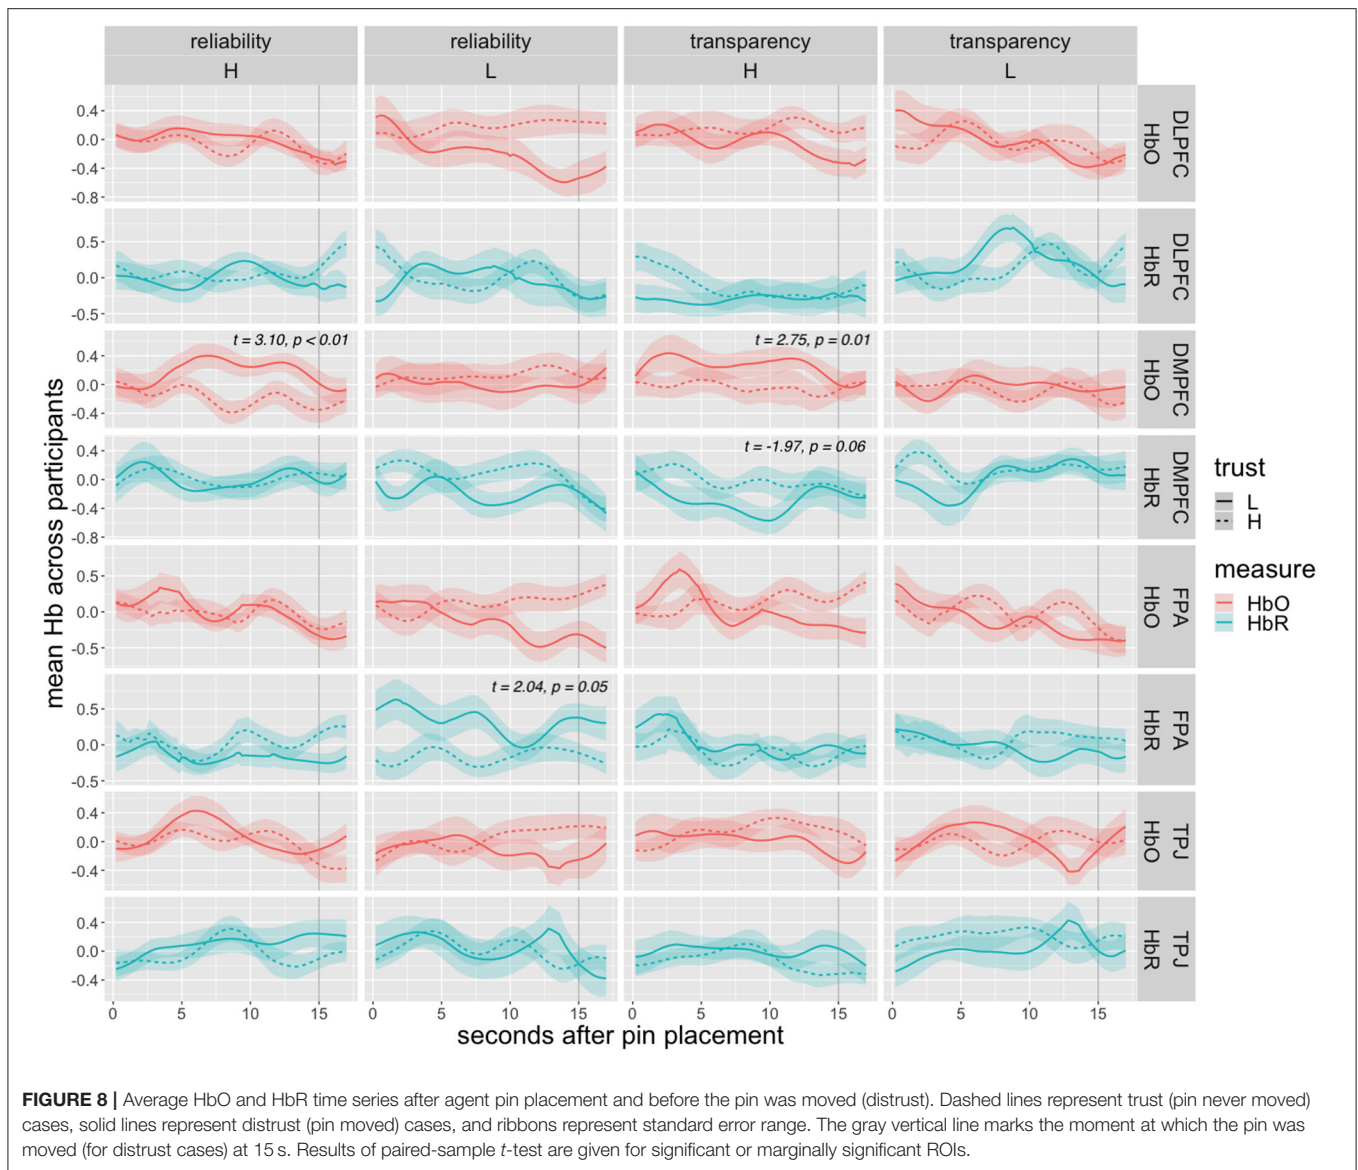 reliability reliability transparency transparency
H L H L
0.4
0.0
-0.4
-0.8
DLPFC
HbO
0.5
0.0
-0.5
DLPFC
HbR
t = 3.10, p < 0.01
t = 2.75, p = 0.01
0.4
0.0
-0.4
DMPFC
HbO
t = -1.97, p = 0.06
0.4
0.0
-0.4
-0.8
DMPFC
HbR
0.5
0.0
-0.5
FPA
HbO
t = 2.04, p = 0.05
0.5
0.0
-0.5
FPA
HbR
0.4
0.0
-0.4
TPJ
HbO
0.4
0.0
-0.4
TPJ
HbR
0 5 10 15 0 5 10 15 0 5 10 15 0 5 10 15
seconds after pin placement
mean Hb across participants
trust
L
H
measure
HbO
HbR
FIGURE 8 | Average HbO and HbR time series after agent pin placement and before the pin was moved (distrust). Dashed lines represent trust (pin never moved)
cases, solid lines represent distrust (pin moved) cases, and ribbons represent standard error range. The gray vertical line marks the moment at which the pin was
moved (for distrust cases) at 15 s. Results of paired-sample t-test are given for significant or marginally significant ROIs.